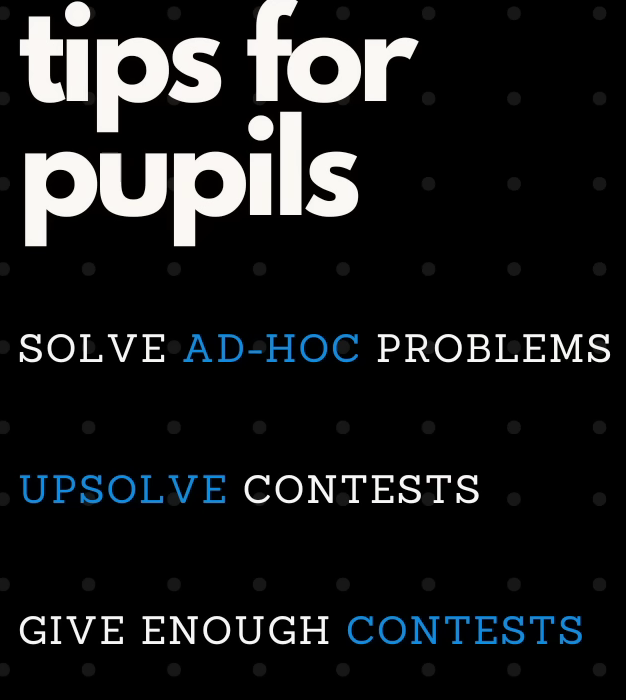 tips for
pupils
SOLVE AD-HOC PROBLEMS
UPSOLVE CONTESTS
GIVE ENOUGH CONTESTS